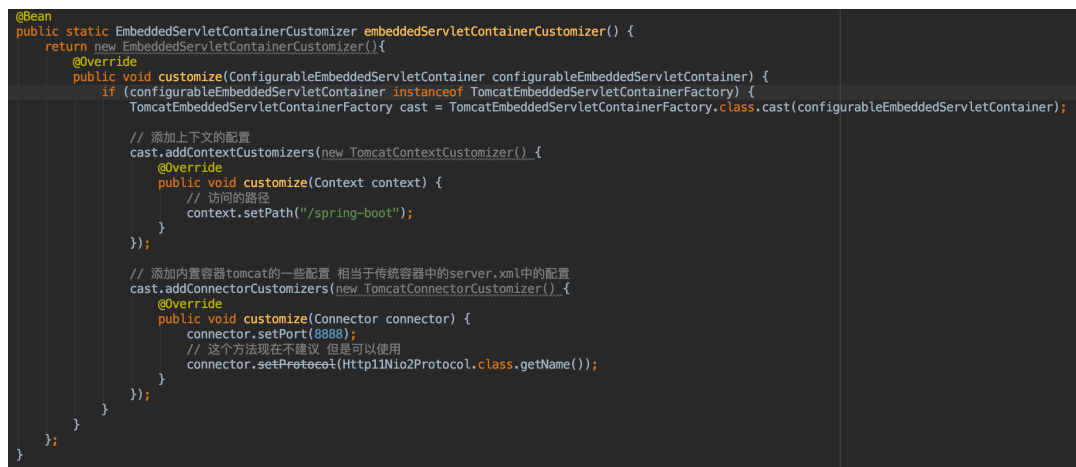 @Bean
public static EmbeddedServletContainerCustomizer embeddedServletContainerCustomizer() {
    return new EmbeddedServletContainerCustomizer(){
        @Override
        public void customize(ConfigurableEmbeddedServletContainer configurableEmbeddedServletContainer) {
            if (configurableEmbeddedServletContainer instanceof TomcatEmbeddedServletContainerFactory) {
                TomcatEmbeddedServletContainerFactory cast = TomcatEmbeddedServletContainerFactory.class.cast(configurableEmbeddedServletContainer);
                // 添加上下文的配置
                cast.addContextCustomizers(new TomcatContextCustomizer() {
                    @Override
                    public void customize(Context context) {
                        // 访问的路径
                        context.setPath("/spring-boot");
                    }
                });
                // 添加内置容器tomcat的一些配置 相当于传统容器中的server.xml中的配置
                cast.addConnectorCustomizers(new TomcatConnectorCustomizer() {
                    @Override
                    public void customize(Connector connector) {
                        connector.setPort(8888);
                        // 这个方法现在不建议 但是可以使用
                        connector.setProtocol(Http11Nio2Protocol.class.getName());
                    }
                });
            }
        }
    };
}